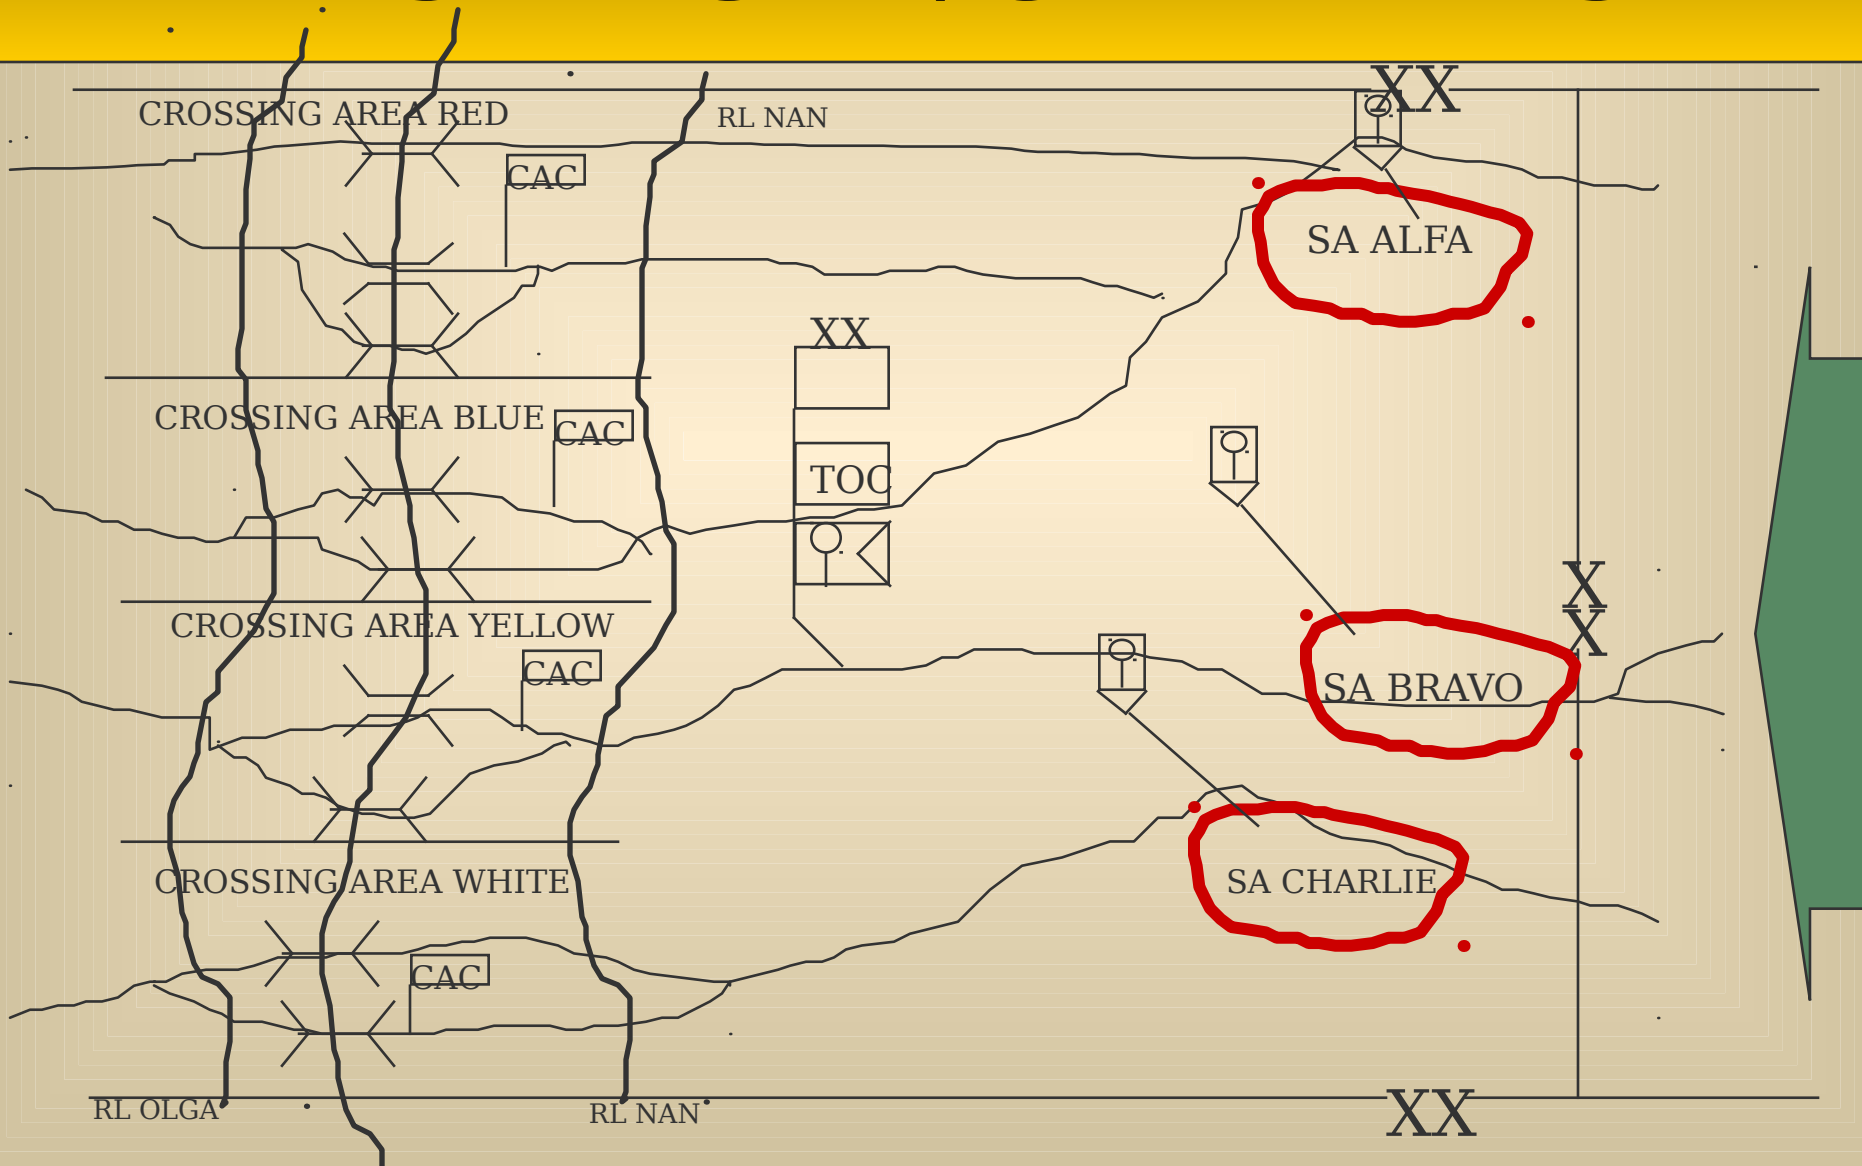 XX
CROSSING AREA RED
RL NAN
CAC
SA ALFA
XX
CROSSING AREA BLUE
CAC
TOC
X
X
CROSSING AREA YELLOW
CAC
SA BRAVO
CROSSING AREA WHITE
SA CHARLIE
CAC
RL OLGA
RL NAN
XX